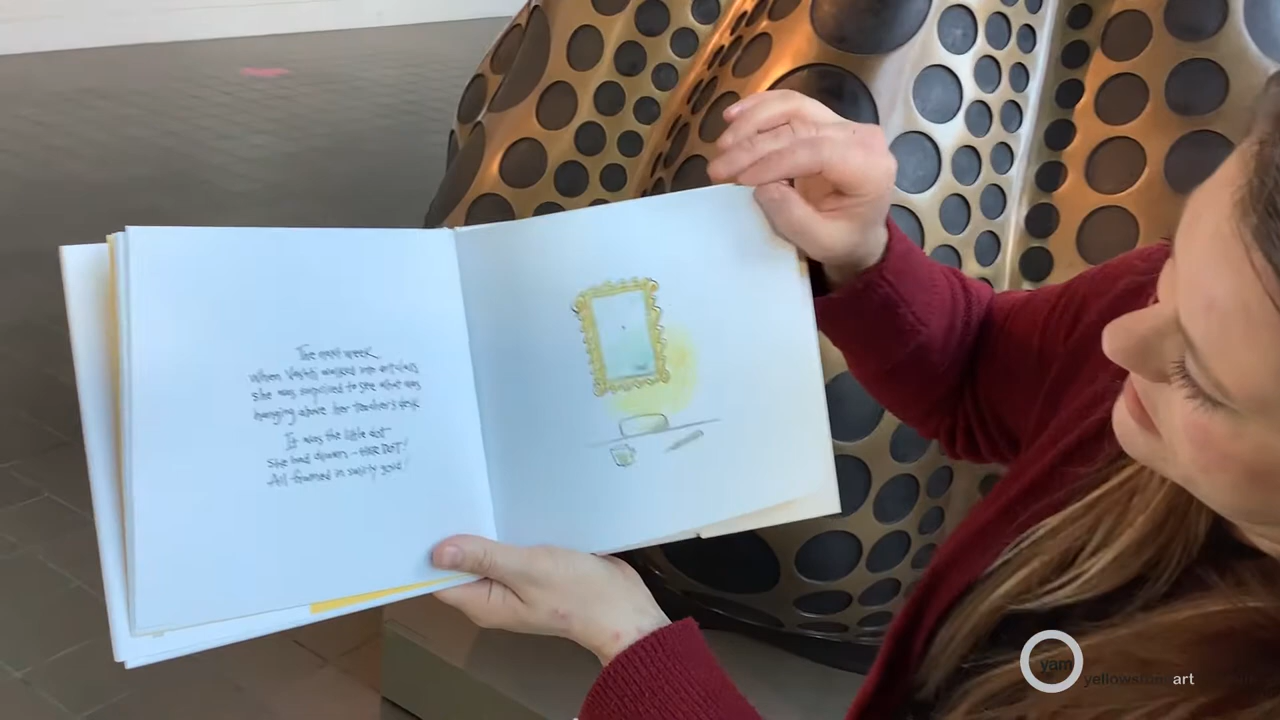 The next week,
when Vashti walked into art class,
she was surprised to see what was
hanging above her teacher's desk.
It was the little dot
she had drawn – HER DOT!
All framed in swirly gold!
yam
yellowstone art